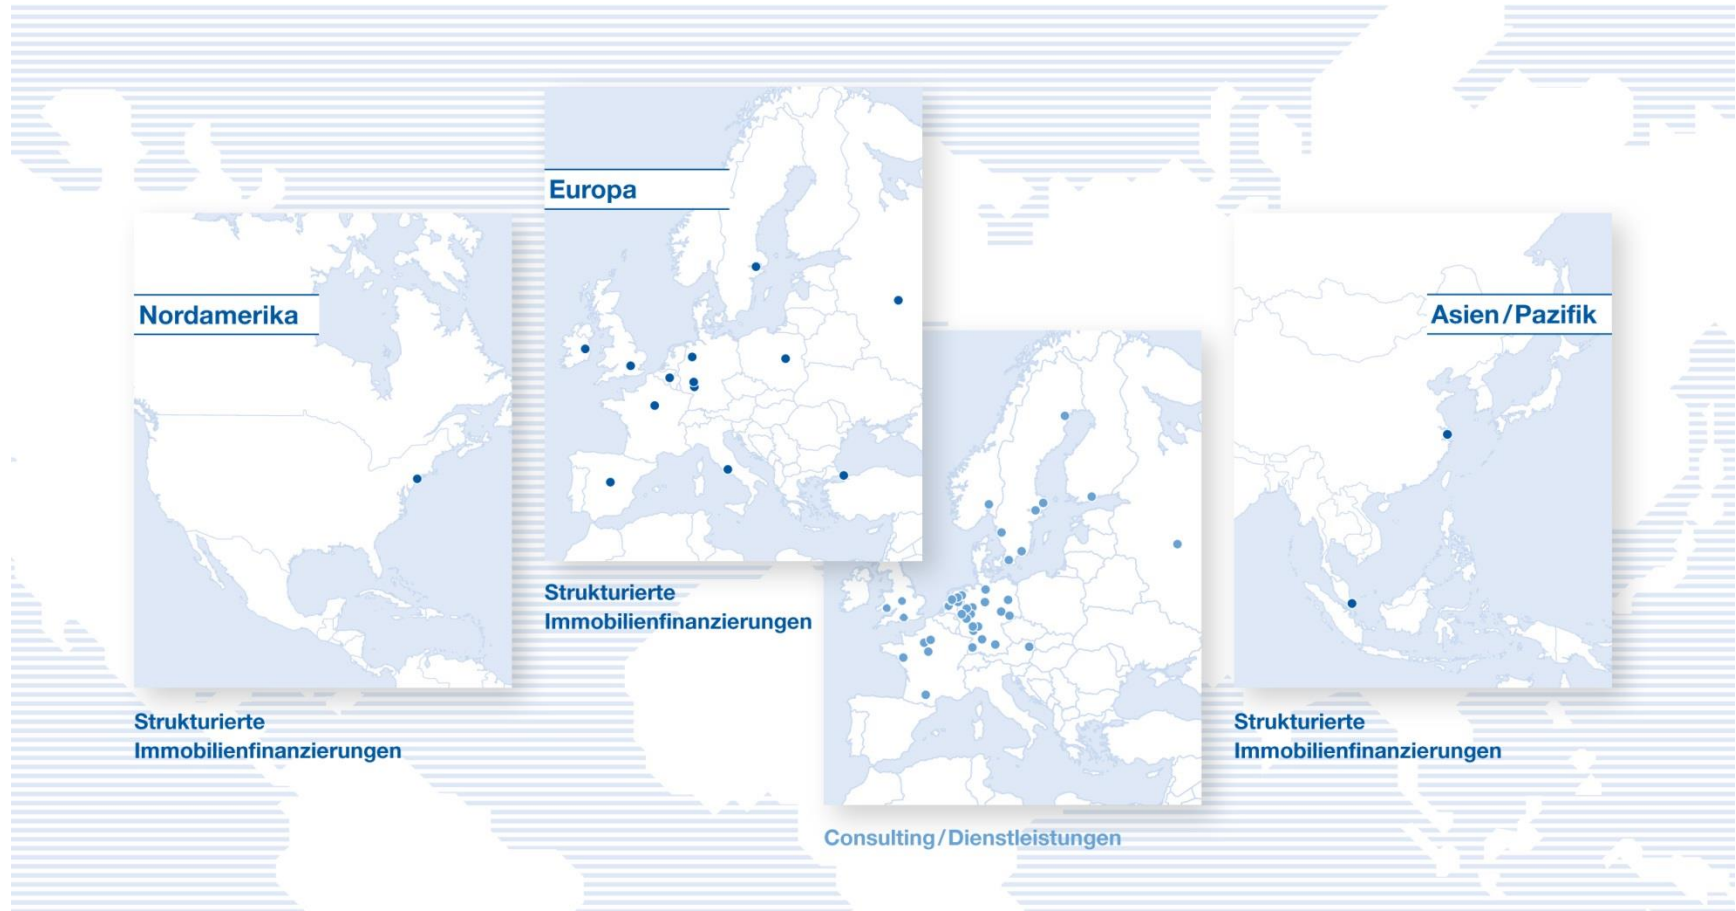 Nordamerika
Strukturierte
Immobilienfinanzierungen
Europa
Strukturierte
Immobilienfinanzierungen
Consulting/Dienstleistungen
Asien/Pazifik
Strukturierte
Immobilienfinanzierungen